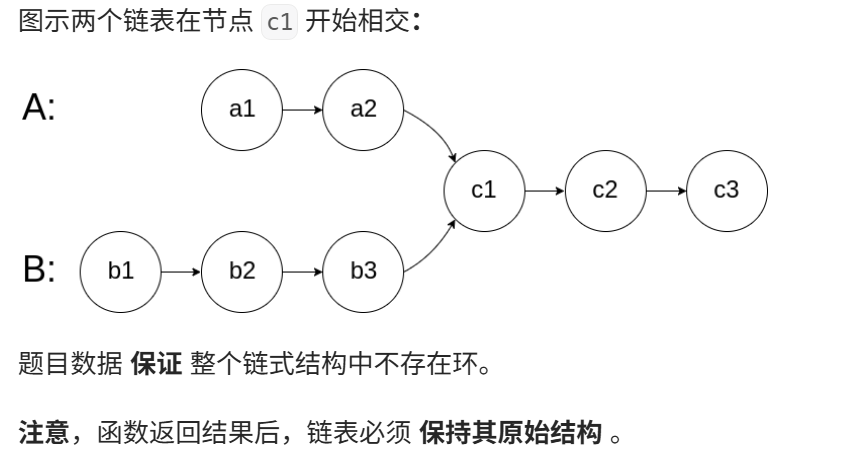 图示两个链表在节点 c1 开始相交：
A: a1 a2
c1 c2 c3
B: b1 b2 b3
题目数据 保证 整个链式结构中不存在环。
注意，函数返回结果后，链表必须 保持其原始结构 。